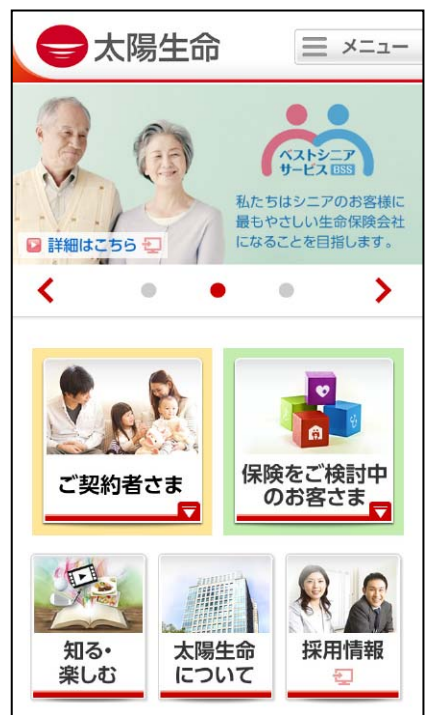 太陽生命
メニュー
ベストシニア
サービス BSS
私たちはシニアのお客様に
最もやさしい生命保険会社
になることを目指します。
詳細はこちら
ご契約者さま
保険をご検討中
のお客さま
知る・
楽しむ
太陽生命
について
採用情報